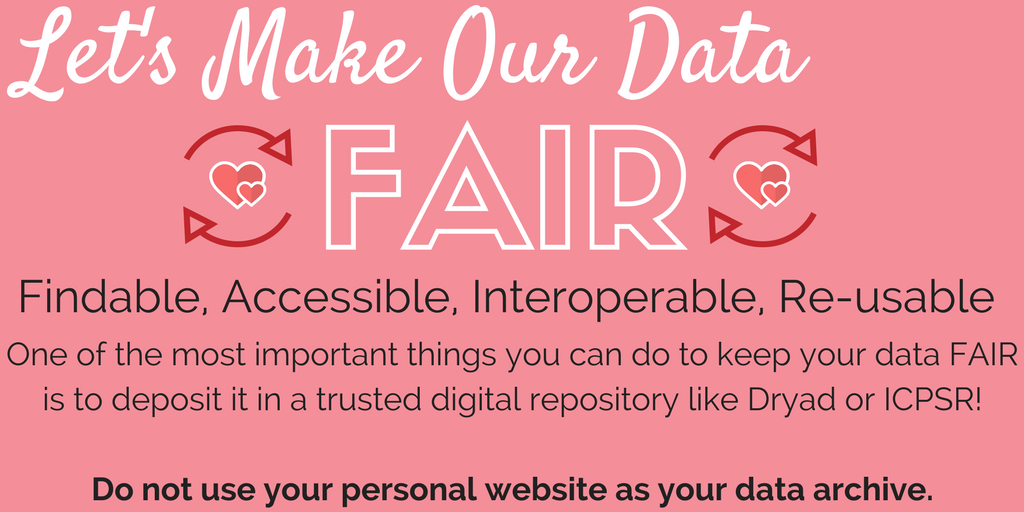 Let's Make Our Data
FAIR
Findable, Accessible, Interoperable, Re-usable
One of the most important things you can do to keep your data FAIR
is to deposit it in a trusted digital repository like Dryad or ICPSR!
Do not use your personal website as your data archive.